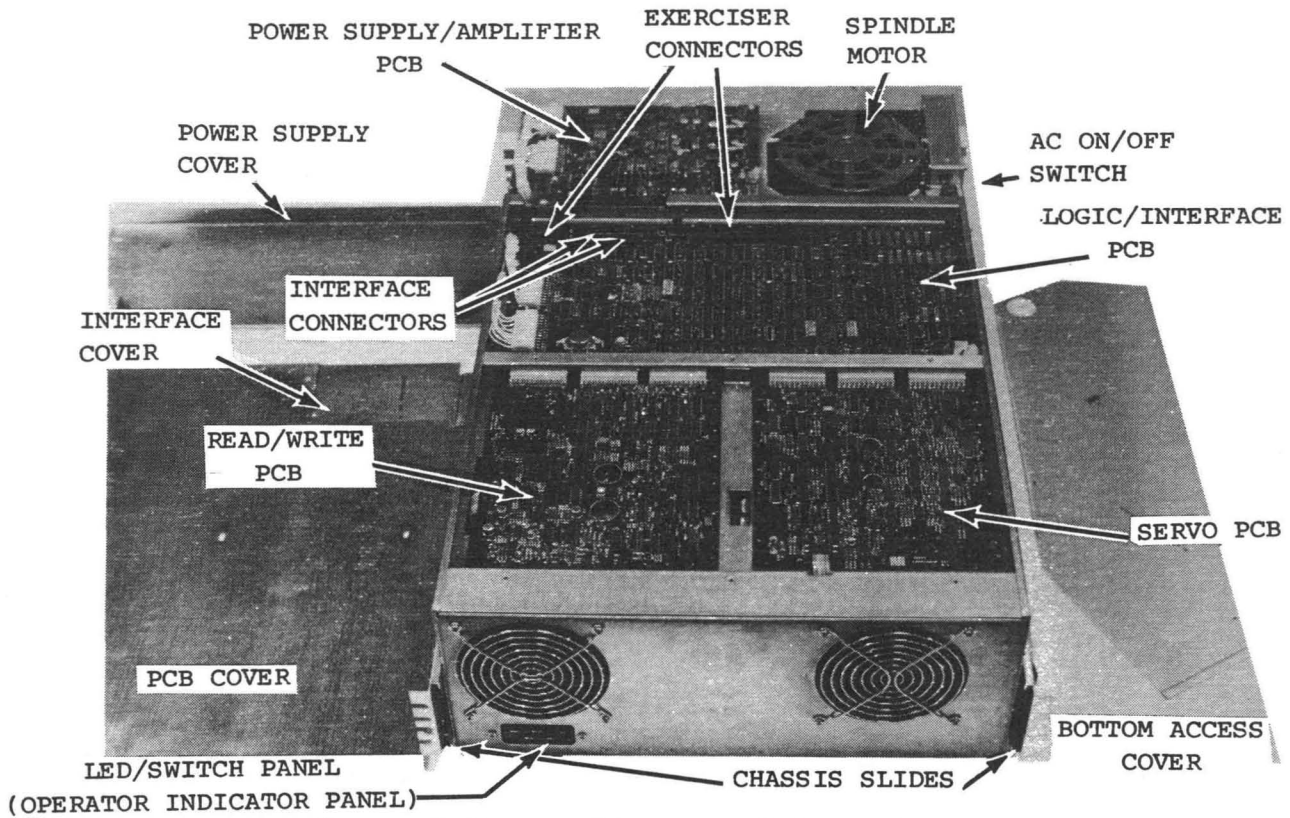 POWER SUPPLY/AMPLIFIER
PCB
EXERCISER
CONNECTORS
SPINDLE
MOTOR
POWER SUPPLY
COVER
AC ON/OFF
SWITCH
LOGIC/INTERFACE
PCB
INTERFACE
CONNECTORS
INTERFACE
COVER
READ/WRITE
PCB
SERVO PCB
PCB COVER
BOTTOM ACCESS
COVER
LED/SWITCH PANEL
(OPERATOR INDICATOR PANEL)
CHASSIS SLIDES